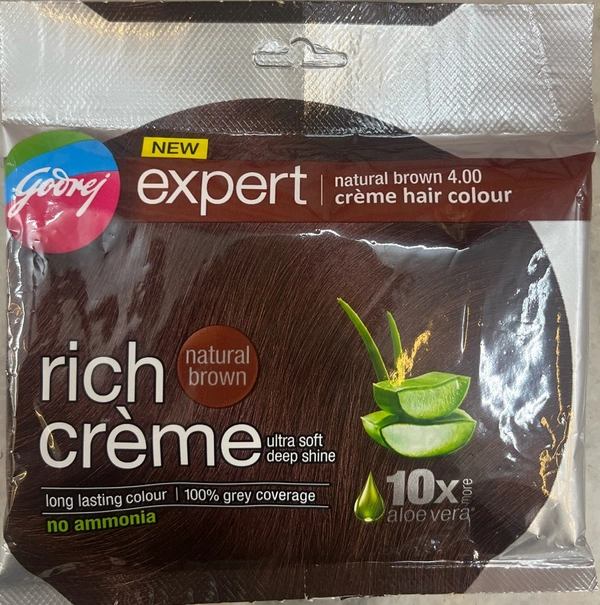 NEW
Godrej
expert | natural brown 4.00
crème hair colour
natural
brown
rich
crème ultra soft
deep shine
long lasting colour | 100% grey coverage
no ammonia
10x more
aloe vera*